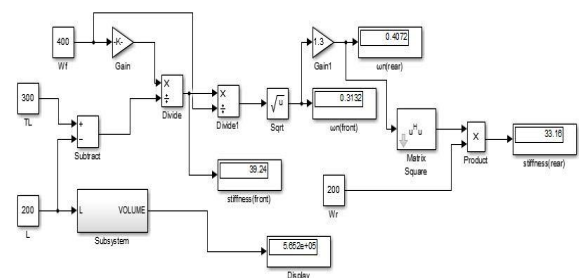 400
Wf
-K-
Gain
X
÷
Divide
X
÷
Divide1
√u
Sqrt
1.3
Gain1
0.4072
ωn(rear)
0.3132
ωn(front)
300
TL
+
−
Subtract
39.24
stiffness(front)
u^H u
Matrix
Square
X
Product
33.16
stiffness(rear)
200
Wr
200
L
L
VOLUME
Subsystem
5.652e+06
Display